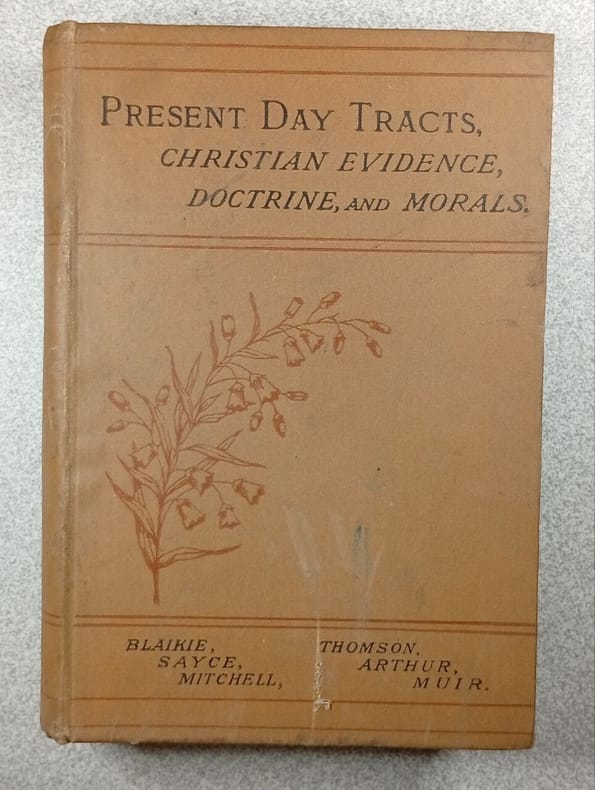 PRESENT DAY TRACTS,
CHRISTIAN EVIDENCE,
DOCTRINE, AND MORALS.
BLAIKIE,
SAYCE,
MITCHELL,
THOMSON,
ARTHUR,
MUIR.